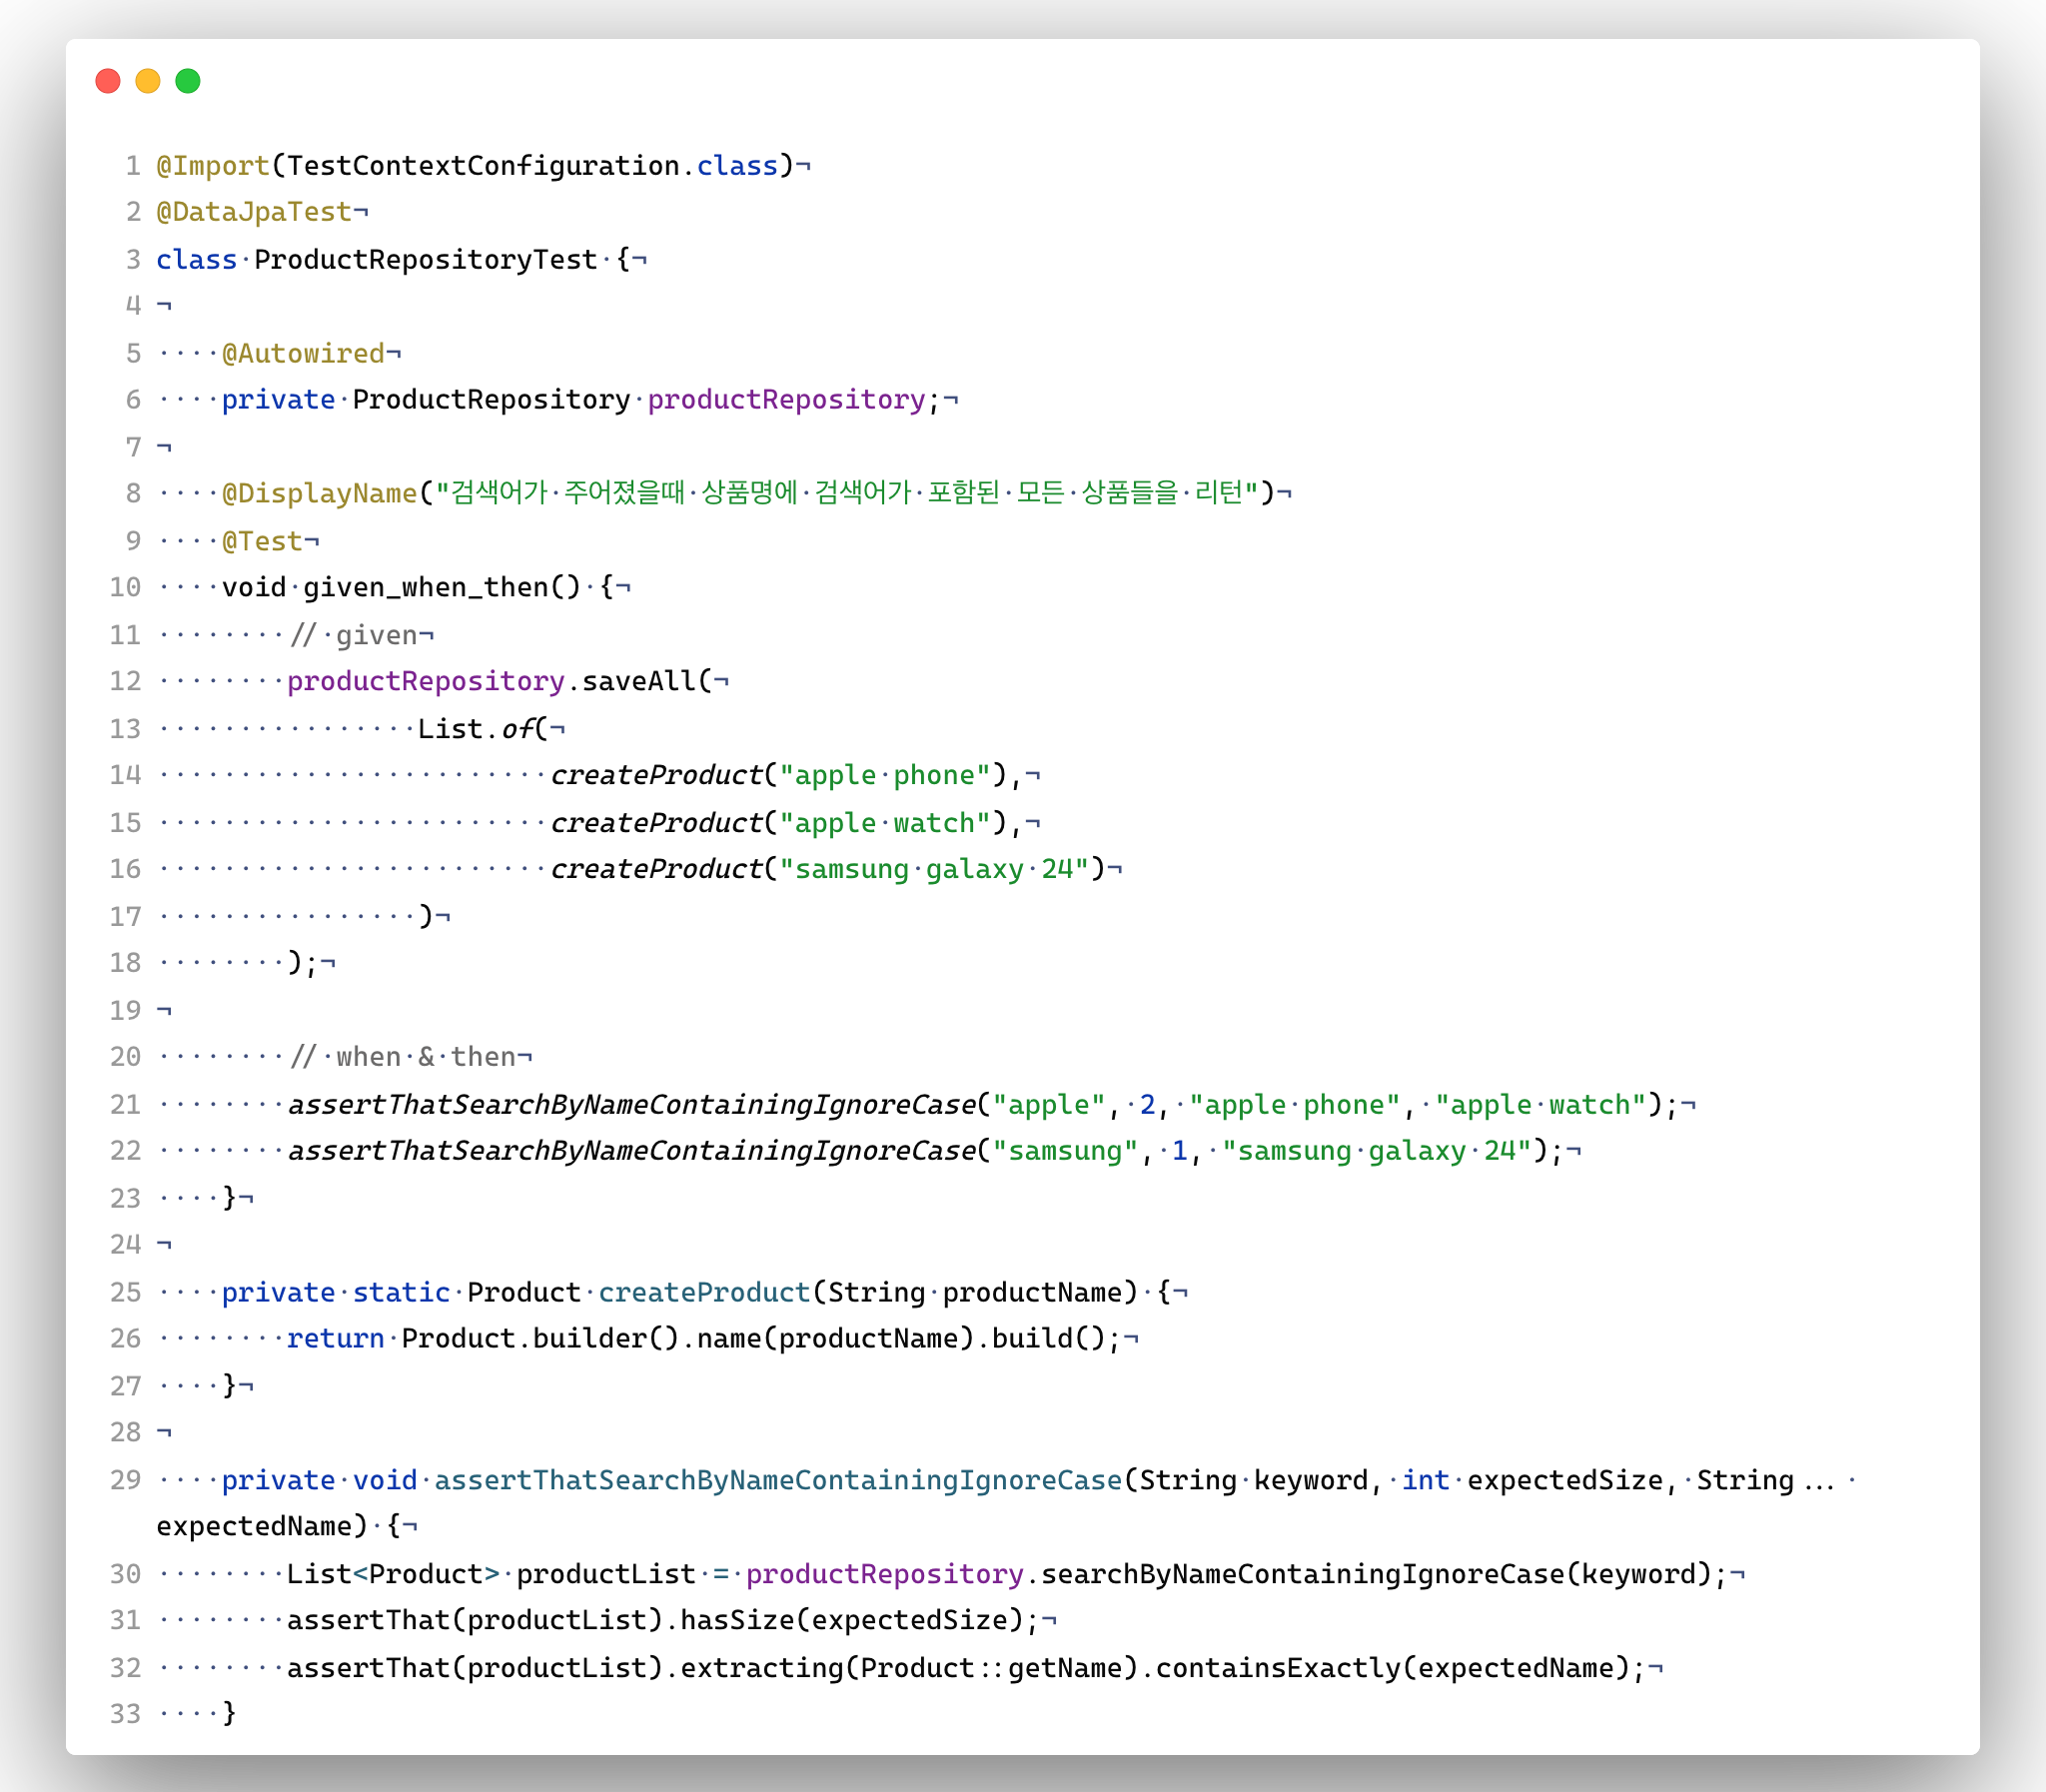 1 @Import(TestContextConfiguration.class)¬
2 @DataJpaTest¬
3 class·ProductRepositoryTest·{¬
4 ¬
5 ····@Autowired¬
6 ····private·ProductRepository·productRepository;¬
7 ¬
8 ····@DisplayName("검색어가·주어졌을때·상품명에·검색어가·포함된·모든·상품들을·리턴")¬
9 ····@Test¬
10 ····void·given_when_then()·{¬
11 ········//·given¬
12 ········productRepository.saveAll(¬
13 ················List.of(¬
14 ························createProduct("apple·phone"),¬
15 ························createProduct("apple·watch"),¬
16 ························createProduct("samsung·galaxy·24")¬
17 ················)¬
18 ········);¬
19 ¬
20 ········//·when·&·then¬
21 ········assertThatSearchByNameContainingIgnoreCase("apple",·2,·"apple·phone",·"apple·watch");¬
22 ········assertThatSearchByNameContainingIgnoreCase("samsung",·1,·"samsung·galaxy·24");¬
23 ····}¬
24 ¬
25 ····private·static·Product·createProduct(String·productName)·{¬
26 ········return·Product.builder().name(productName).build();¬
27 ····}¬
28 ¬
29 ····private·void·assertThatSearchByNameContainingIgnoreCase(String·keyword,·int·expectedSize,·String...·
expectedName)·{¬
30 ········List<Product>·productList·=·productRepository.searchByNameContainingIgnoreCase(keyword);¬
31 ········assertThat(productList).hasSize(expectedSize);¬
32 ········assertThat(productList).extracting(Product::getName).containsExactly(expectedName);¬
33 ····}